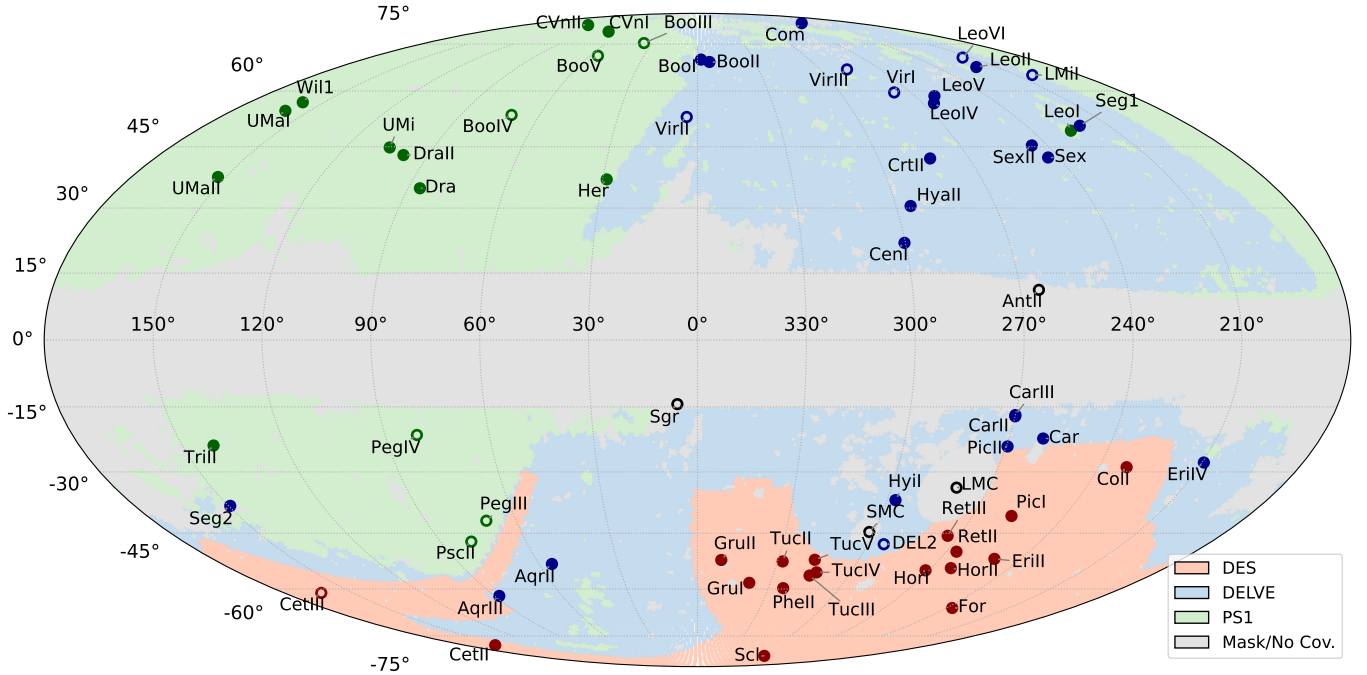 75°
CVnII
CVnI
BooIII
Com
LeoVI
60°
BooV
BooI
BooII
VirIII
VirI
LeoII
LMiI
LeoV
LeoIV
WilI
UMaI
45°
UMi
BooIV
VirII
LeoI
Seg1
DraII
SexII
Sex
CrtII
30°
UMaII
Dra
Her
HyaII
CenI
15°
AntII
0°
150°
120°
90°
60°
30°
0°
330°
300°
270°
240°
210°
-15°
Sgr
CarIII
CarII
Car
TriII
PegIV
PicII
-30°
EriIV
ColI
HyiI
LMC
Seg2
PegIII
SMC
RetIII
PicI
-45°
PscII
GruII
TucII
TucV
DEL2
RetII
AqrII
TucIV
HorI
HorII
EriII
GruI
PheII
TucIII
For
-60°
CetIII
AqrIII
CetII
SclI
-75°
DES
DELVE
PS1
Mask/No Cov.